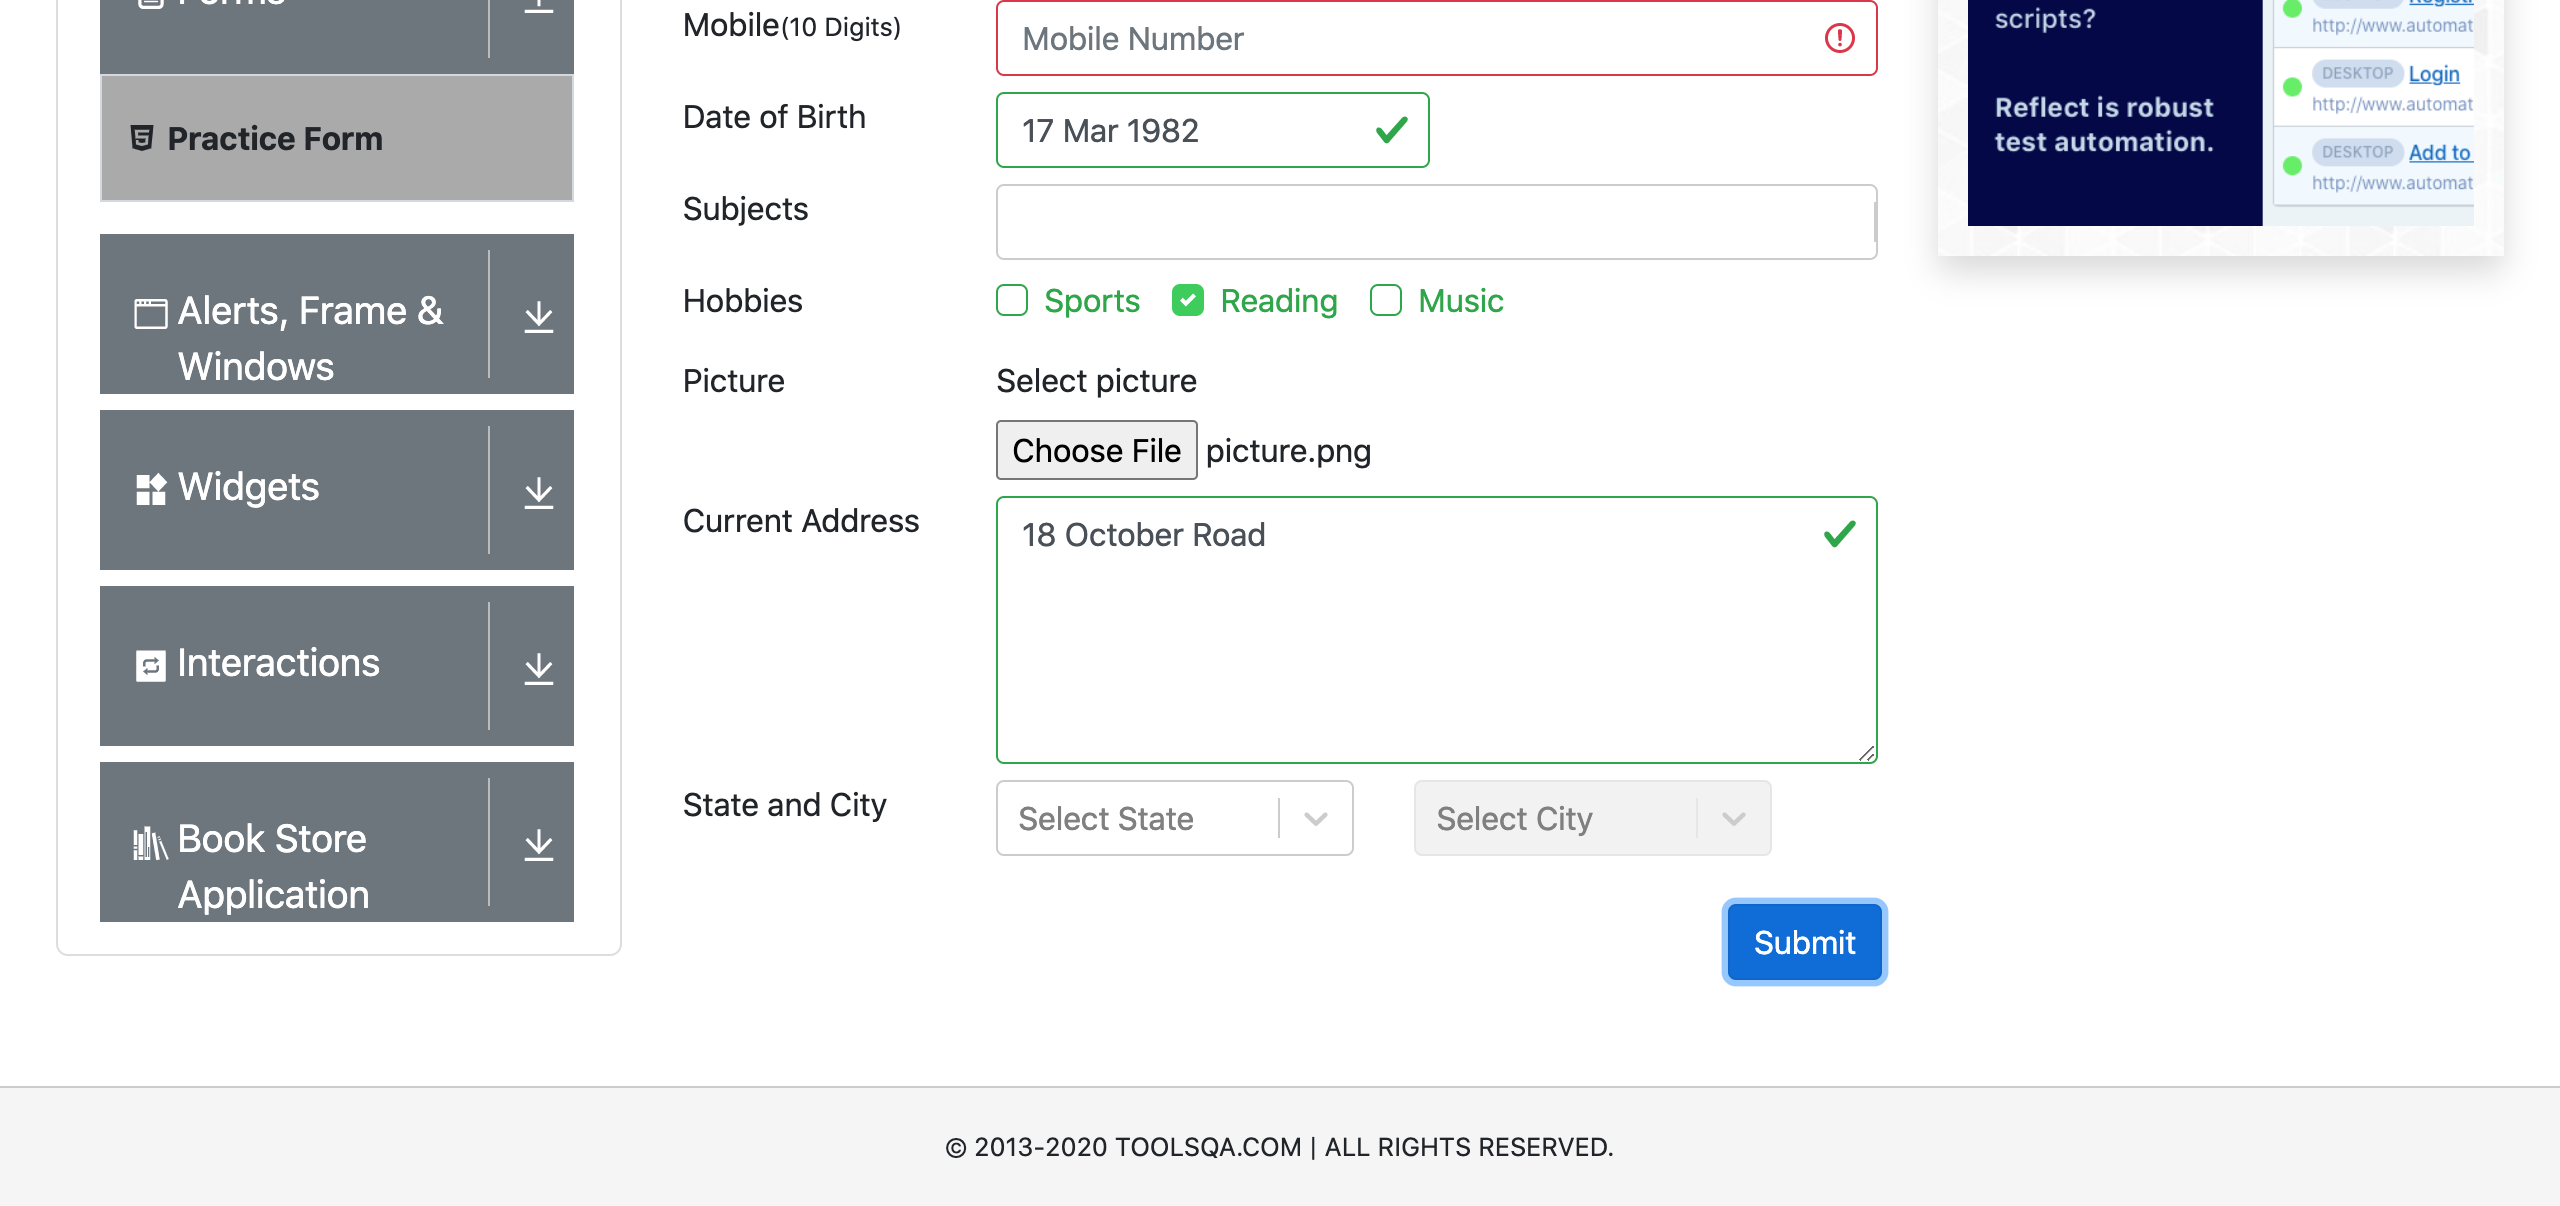 Practice Form
Alerts, Frame &
Windows
Widgets
Interactions
Book Store
Application
Mobile(10 Digits)
Mobile Number
Date of Birth
17 Mar 1982
Subjects
Hobbies
Sports
Reading
Music
Picture
Select picture
Choose File picture.png
Current Address
18 October Road
State and City
Select State
Select City
Submit
scripts?
Reflect is robust
test automation.
http://www.automat
DESKTOP Login
http://www.automat
DESKTOP Add to
http://www.automat
© 2013-2020 TOOLSQA.COM | ALL RIGHTS RESERVED.